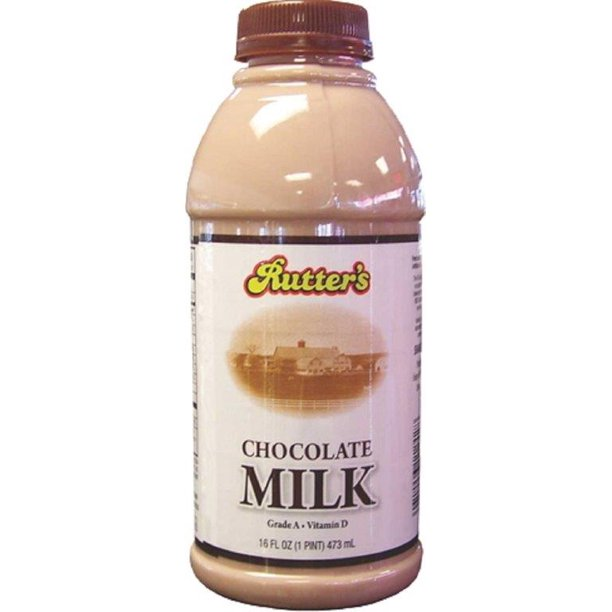 Rutter's
CHOCOLATE
MILK
Grade A • Vitamin D
16 FL OZ (1 PINT) 473 mL